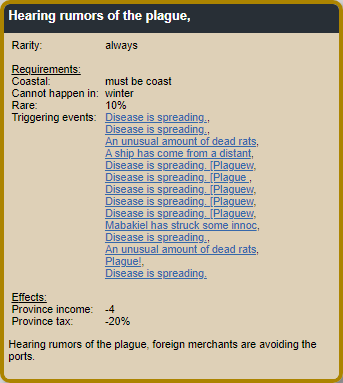 Hearing rumors of the plague,
Rarity: always
Requirements:
Coastal: must be coast
Cannot happen in: winter
Rare: 10%
Triggering events: Disease is spreading.,
Disease is spreading.,
An unusual amount of dead rats,
A ship has come from a distant,
Disease is spreading. [Plaguew,
Disease is spreading. [Plague ,
Disease is spreading. [Plaguew,
Disease is spreading. [Plaguew,
Disease is spreading. [Plaguew,
Mabakiel has struck some innoc,
Disease is spreading.,
An unusual amount of dead rats,
Plague!,
Disease is spreading.
Effects:
Province income: -4
Province tax: -20%
Hearing rumors of the plague, foreign merchants are avoiding the
ports.